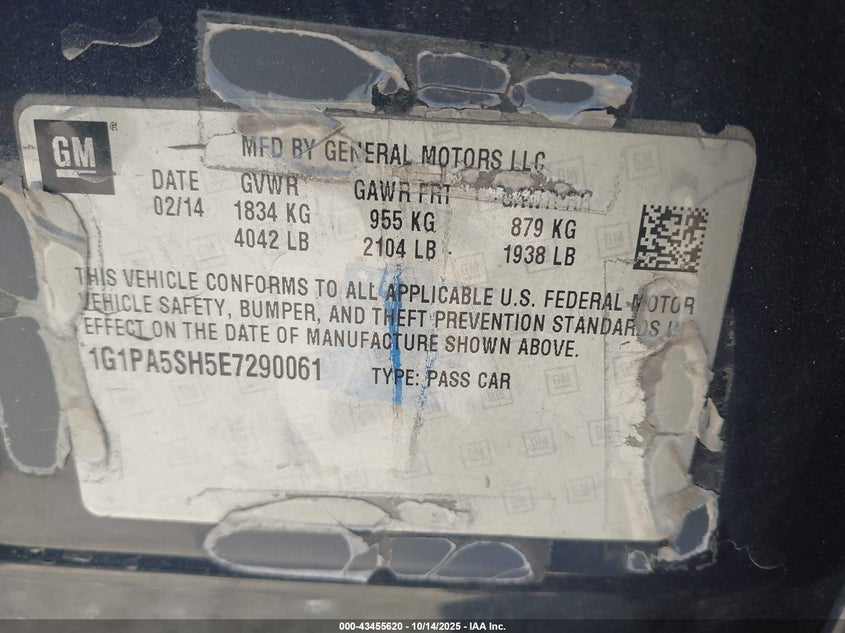 GM
®
MFD BY GENERAL MOTORS LLC
DATE GVWR GAWR FRT GAWR RR
02/14 1834 KG 955 KG 879 KG
4042 LB 2104 LB 1938 LB
THIS VEHICLE CONFORMS TO ALL APPLICABLE U.S. FEDERAL MOTOR
VEHICLE SAFETY, BUMPER, AND THEFT PREVENTION STANDARDS IN
EFFECT ON THE DATE OF MANUFACTURE SHOWN ABOVE.
1G1PA5SH5E7290061 TYPE: PASS CAR
000-43455620 - 10/14/2025 - IAA Inc.